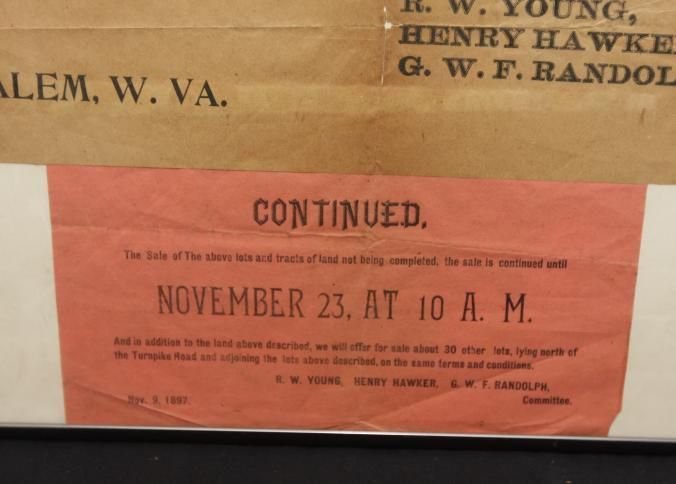 R. W. YOUNG,
HENRY HAWKE
ALEM, W. VA.
G. W. F. RANDOL
CONTINUED.
The Sale of The above lots and tracts of land not being completed, the sale is continued until
NOVEMBER 23, AT 10 A. M.
And in addition to the land above described, we will offer for sale about 30 other lots, lying north of
the Turnpike Road and adjoining the lots above described, on the same terms and conditions.
R. W. YOUNG, HENRY HAWKER, G. W. F. RANDOLPH,
Nov. 9, 1897. Committee.